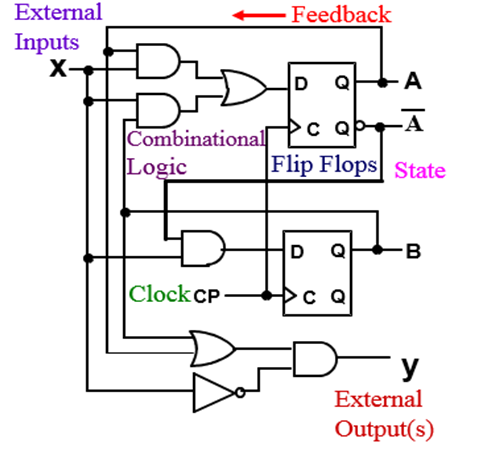 External
Inputs
Feedback
X
D Q
A
C Q
A
Combinational
Logic
Flip Flops
State
D Q
B
Clock CP
C Q
y
External
Output(s)